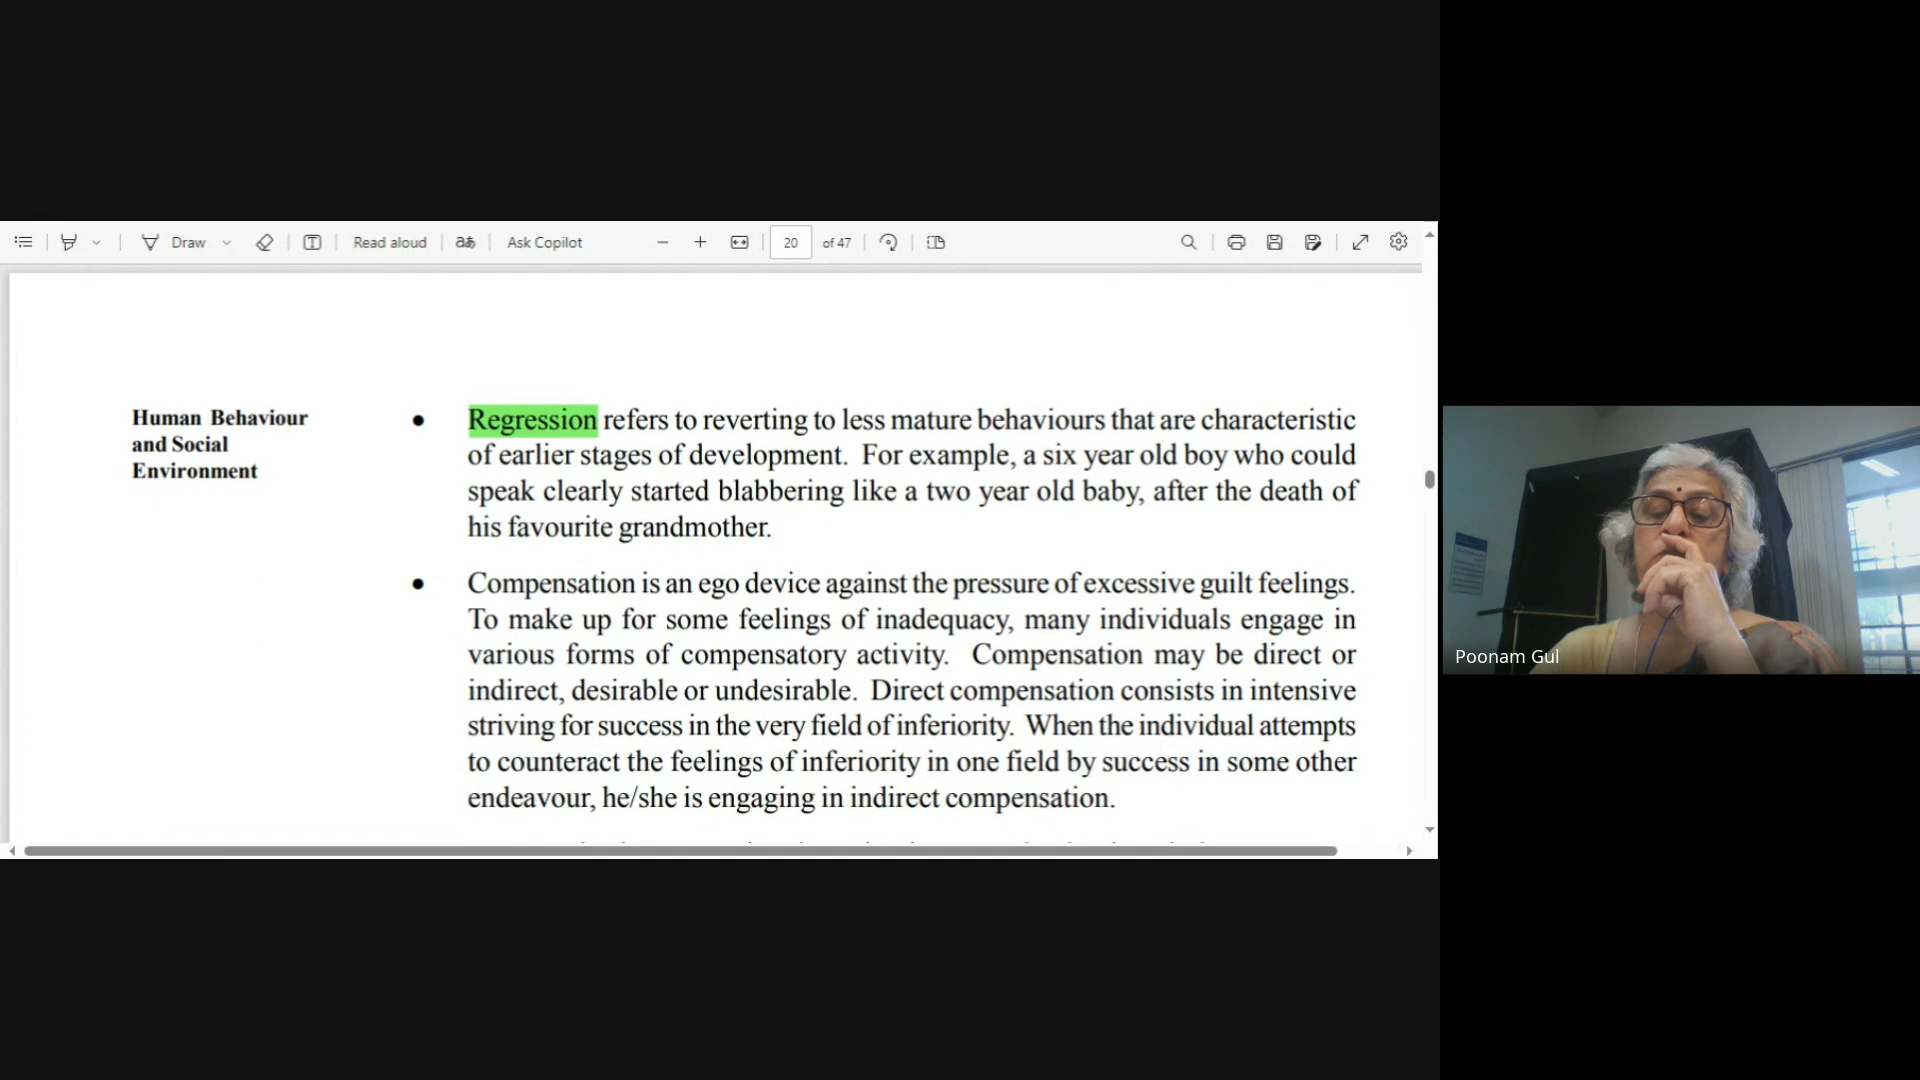 Draw
Read aloud
aあ
Ask Copilot
20 of 47
Human Behaviour
and Social
Environment
● Regression refers to reverting to less mature behaviours that are characteristic
of earlier stages of development. For example, a six year old boy who could
speak clearly started blabbering like a two year old baby, after the death of
his favourite grandmother.
● Compensation is an ego device against the pressure of excessive guilt feelings.
To make up for some feelings of inadequacy, many individuals engage in
various forms of compensatory activity. Compensation may be direct or
indirect, desirable or undesirable. Direct compensation consists in intensive
striving for success in the very field of inferiority. When the individual attempts
to counteract the feelings of inferiority in one field by success in some other
endeavour, he/she is engaging in indirect compensation.
Poonam Gul